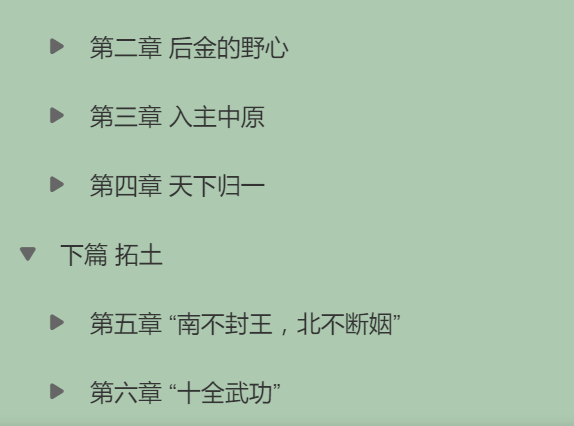 第二章 后金的野心
第三章 入主中原
第四章 天下归一
下篇 拓土
第五章 “南不封王，北不断姻”
第六章 “十全武功”